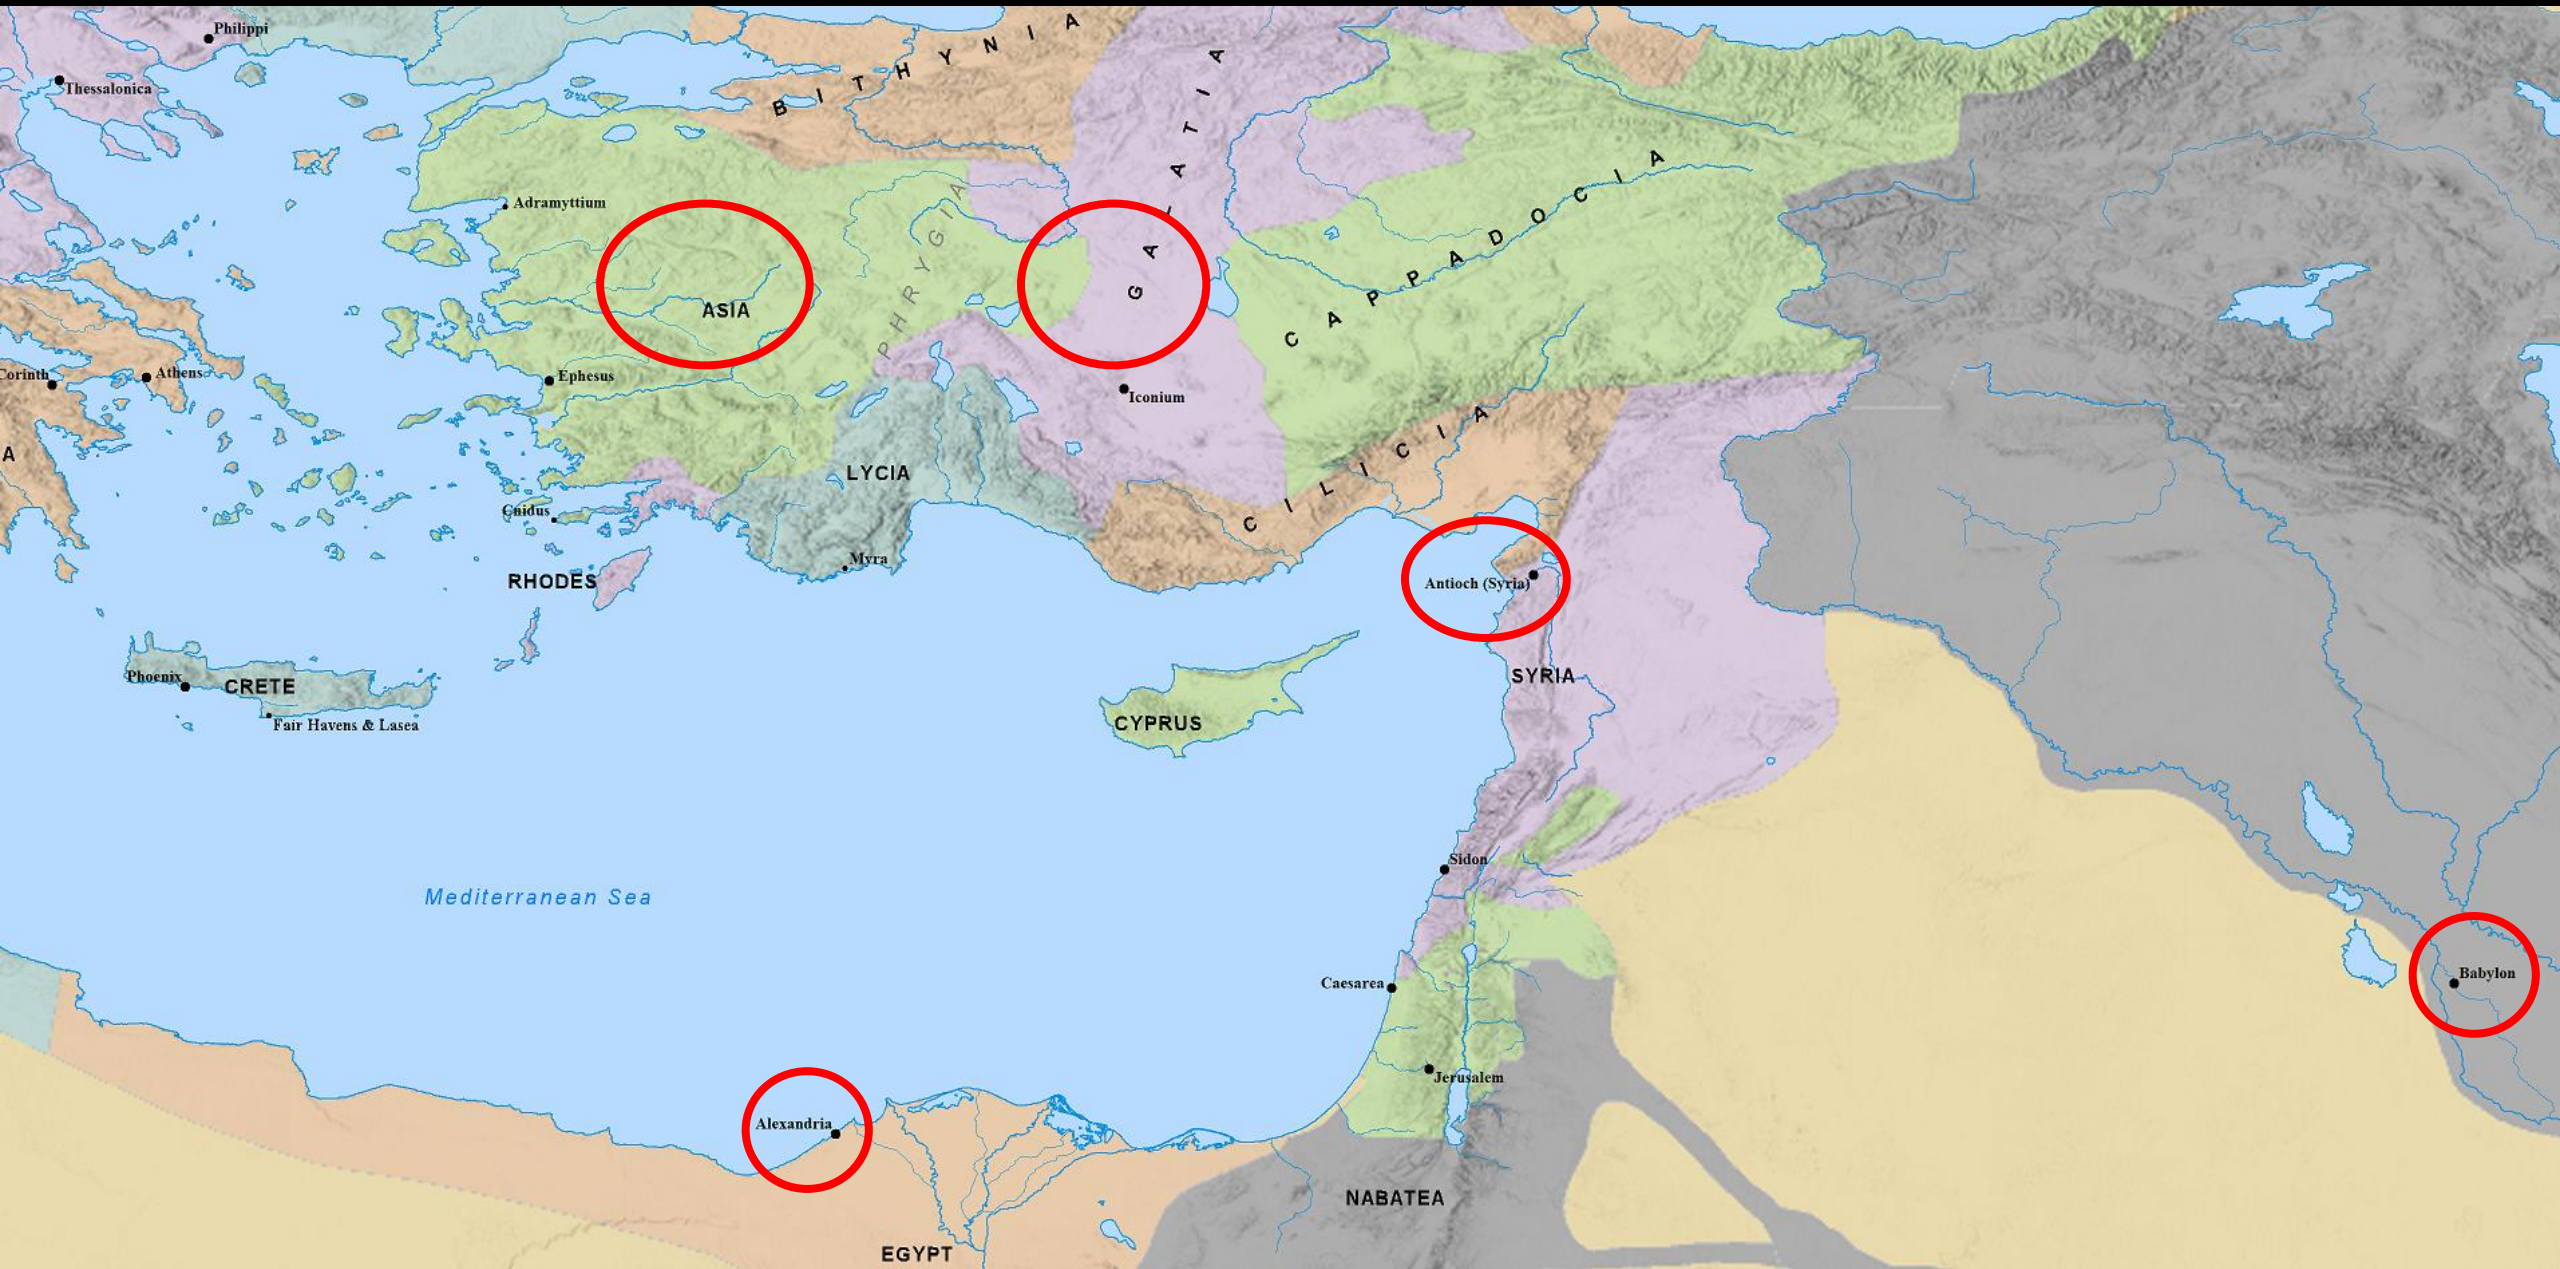 Philippi
Thessalonica
BITHYNIA
GALATIA
CAPPADOCIA
Adramyttium
PHRYGIA
ASIA
Corinth
Athens
Ephesus
Iconium
A
LYCIA
CILICIA
Cnidus
Myra
RHODES
Antioch (Syria)
Phoenix
CRETE
SYRIA
Fair Havens & Lasea
CYPRUS
Sidon
Mediterranean Sea
Babylon
Caesarea
Jerusalem
Alexandria
NABATEA
EGYPT